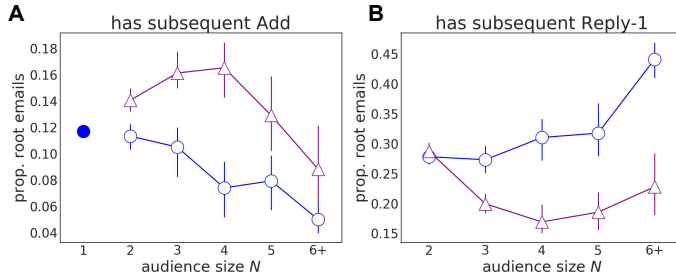 A
has subsequent Add
prop. root emails
0.18
0.16
0.14
0.12
0.10
0.08
0.06
0.04
1 2 3 4 5 6+
audience size N
B
has subsequent Reply-1
prop. root emails
0.45
0.40
0.35
0.30
0.25
0.20
0.15
2 3 4 5 6+
audience size N